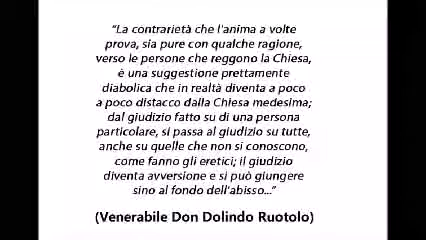 “La contrarietà che l'anima a volte
prova, sia pure con qualche ragione,
verso le persone che reggono la Chiesa,
è una suggestione prettamente
diabolica che in realtà diventa a poco
a poco distacco dalla Chiesa medesima;
dal giudizio fatto su di una persona
particolare, si passa al giudizio su tutte,
anche su quelle che non si conoscono,
come fanno gli eretici; il giudizio
diventa avversione e si può giungere
sino al fondo dell'abisso...”
(Venerabile Don Dolindo Ruotolo)